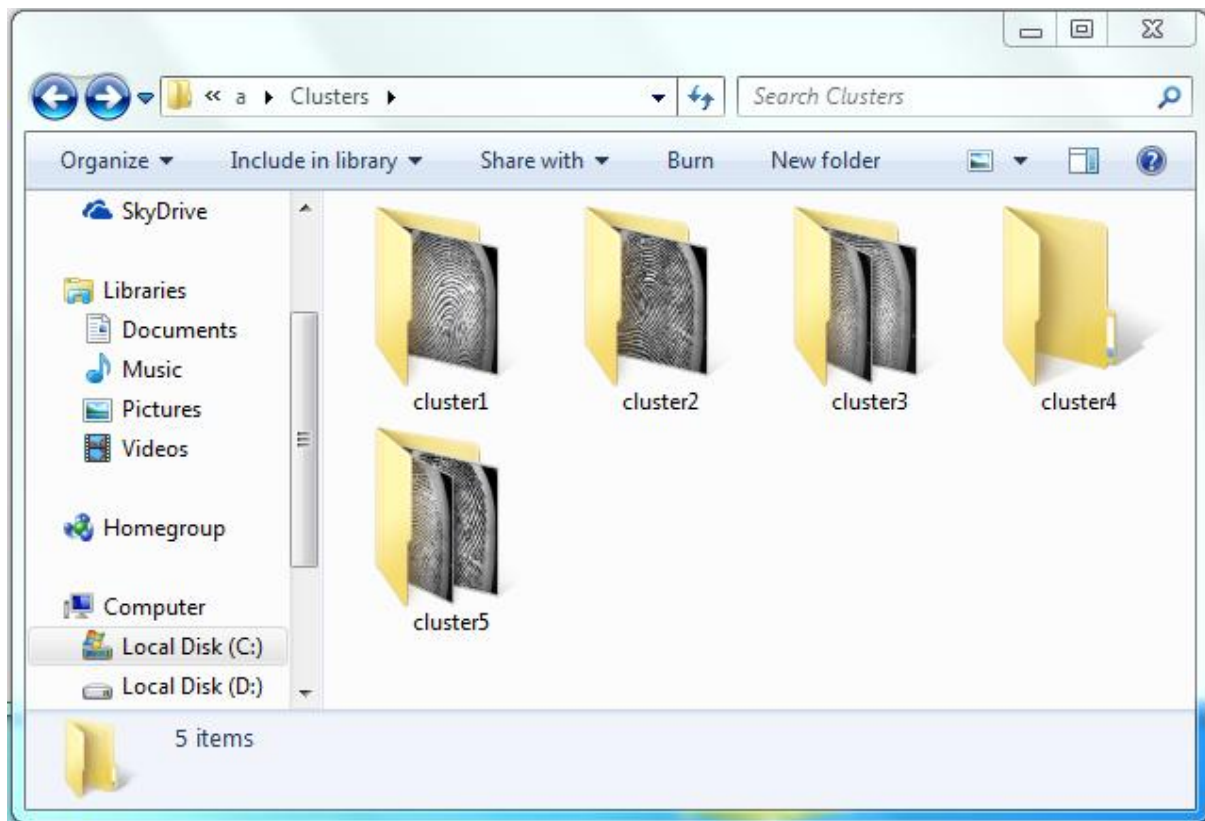 « a ▸ Clusters ▸ Search Clusters
Organize Include in library Share with Burn New folder
SkyDrive
Libraries
Documents
Music
Pictures
Videos
Homegroup
Computer
Local Disk (C:)
Local Disk (D:)
cluster1 cluster2 cluster3 cluster4
cluster5
5 items